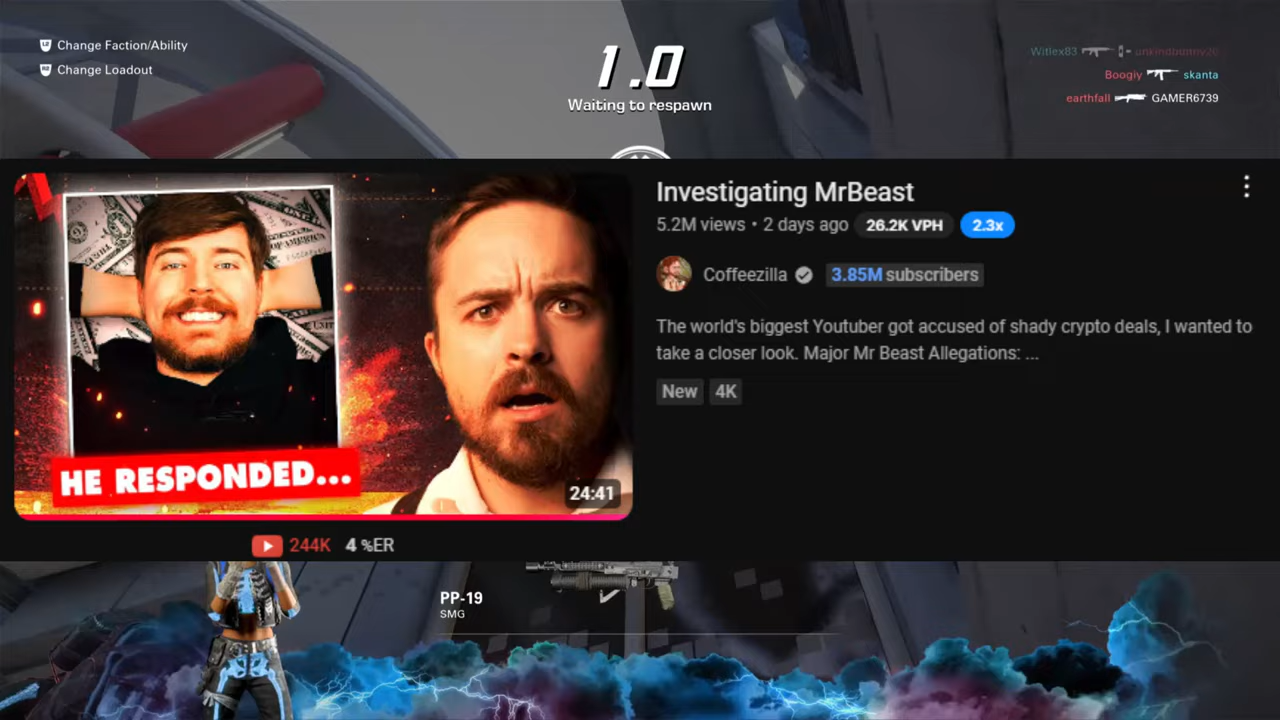 Change Faction/Ability
Change Loadout
1.0
Waiting to respawn
Witlex83 unkindbunny20
Boogiy skanta
earthfall GAMER6739
Investigating MrBeast
5.2M views • 2 days ago 26.2K VPH 2.3x
Coffeezilla 3.85M subscribers
The world's biggest Youtuber got accused of shady crypto deals, I wanted to
take a closer look. Major Mr Beast Allegations: ...
New 4K
HE RESPONDED...
24:41
244K 4 %ER
PP-19
SMG